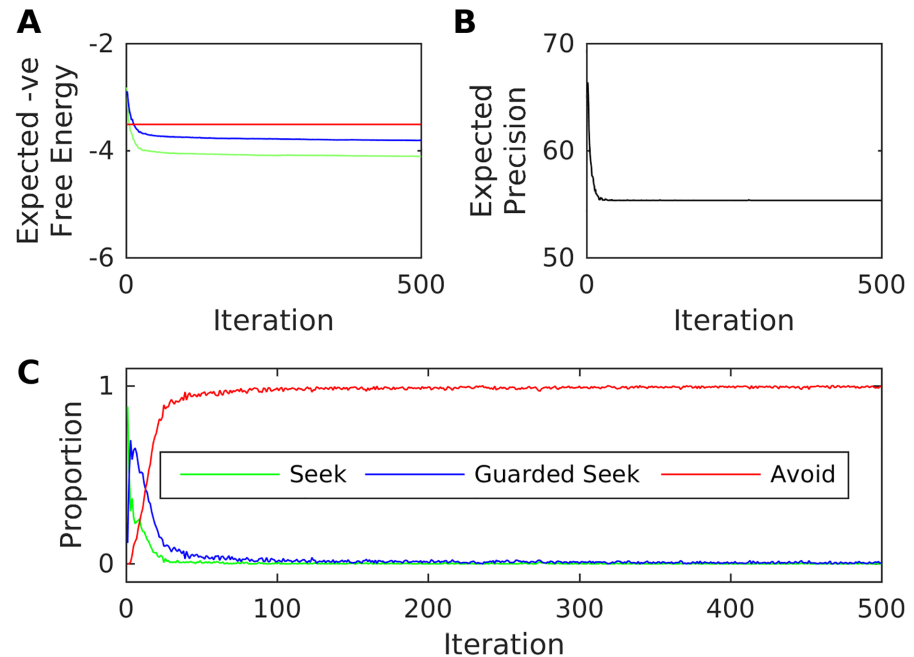 A
Expected -ve
Free Energy
-2
-4
-6
0
500
Iteration
B
Expected
Precision
70
60
50
0
500
Iteration
C
Proportion
1
0
Seek
Guarded Seek
Avoid
0
100
200
300
400
500
Iteration